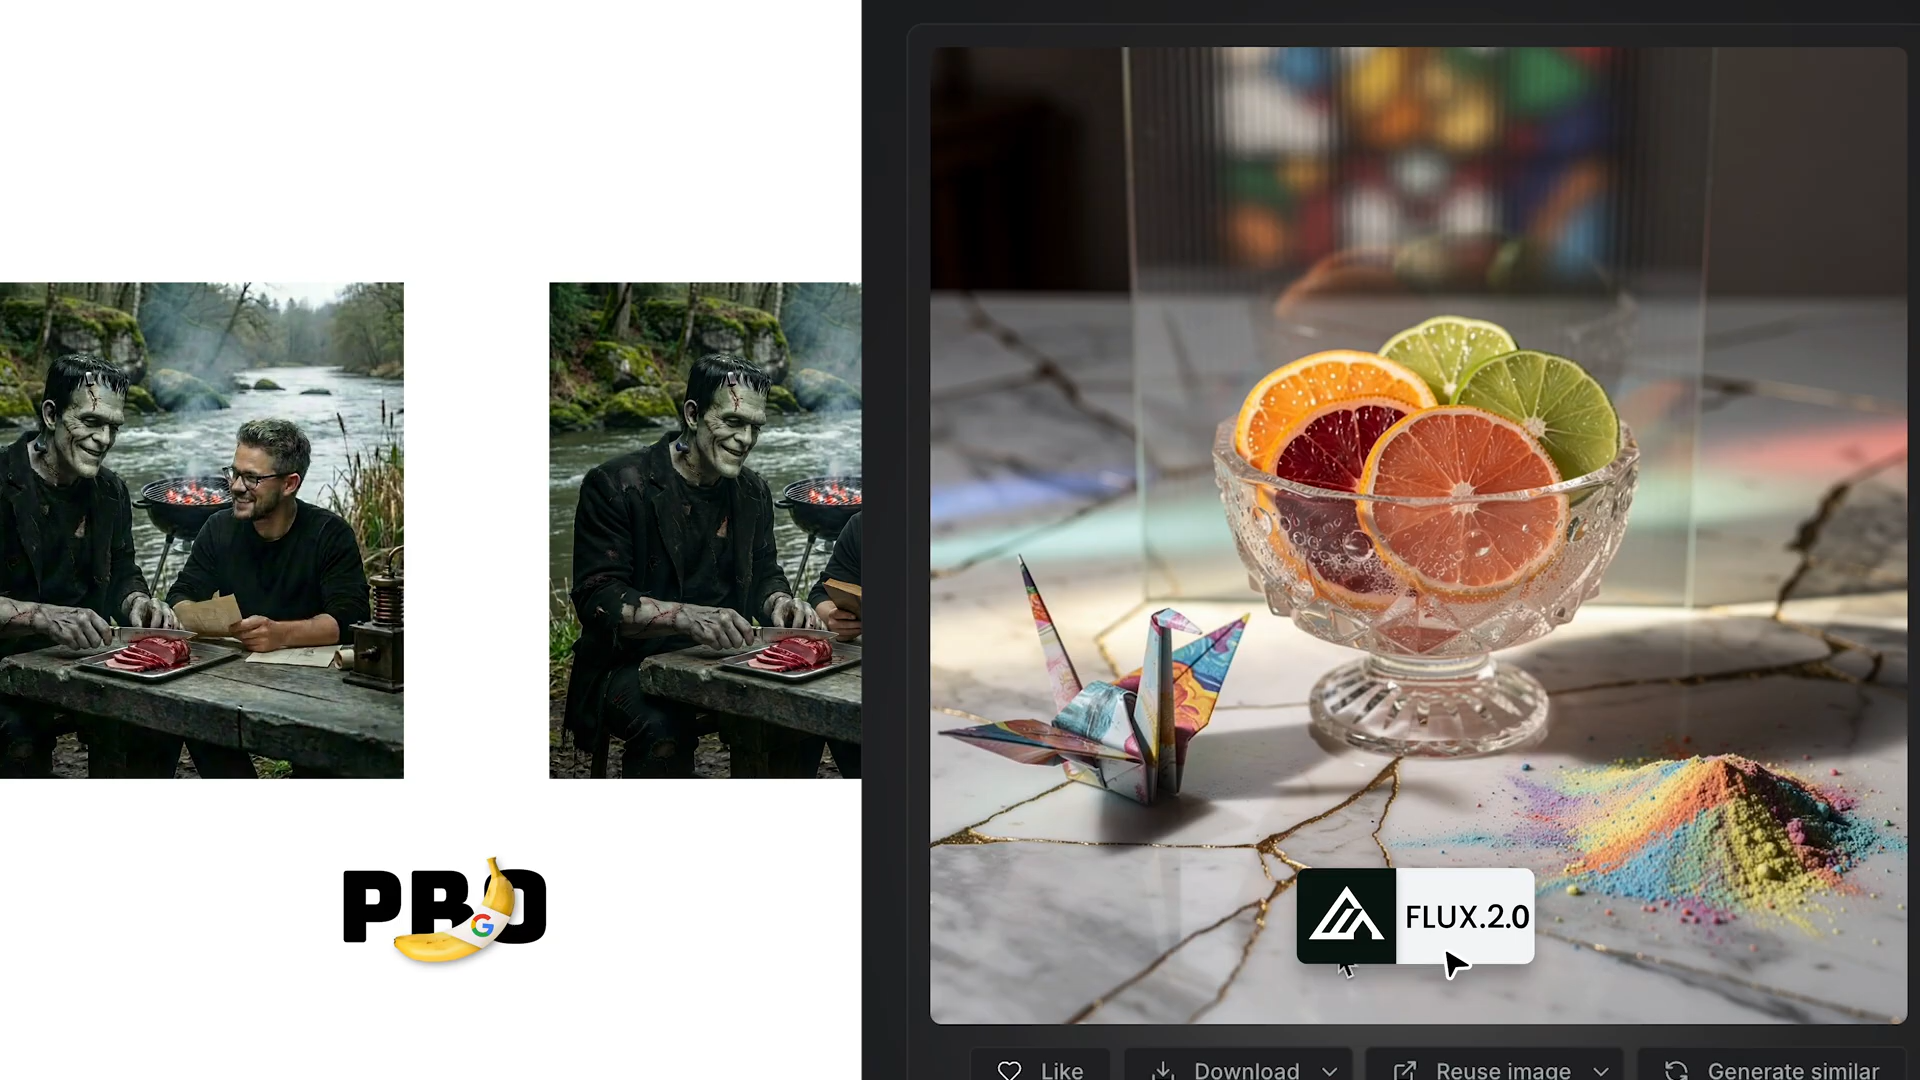 PRO
G
FLUX.2.0
Like
Download
Reuse image
Generate similar